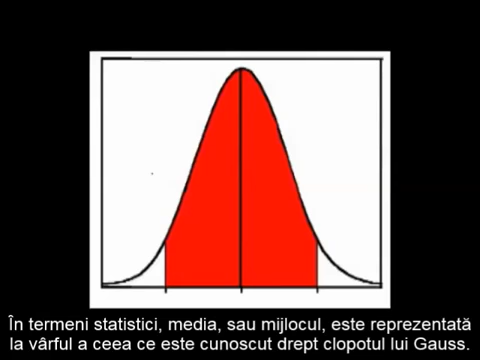 În termeni statistici, media, sau mijlocul, este reprezentată
la vârful a ceea ce este cunoscut drept clopotul lui Gauss.